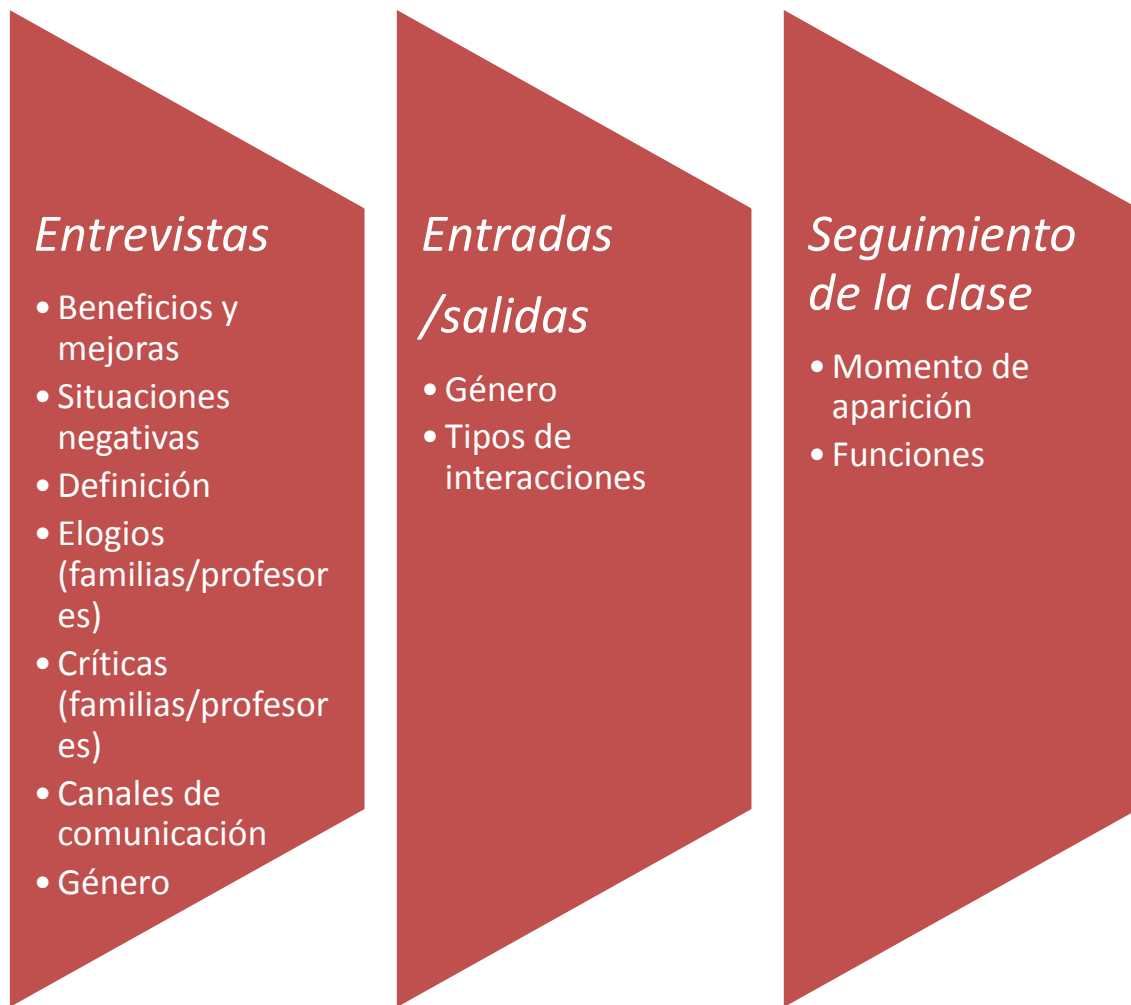 Entrevistas
• Beneficios y
mejoras
• Situaciones
negativas
• Definición
• Elogios
(familias/profesor
es)
• Críticas
(familias/profesor
es)
• Canales de
comunicación
• Género
Entradas
/salidas
• Género
• Tipos de
interacciones
Seguimiento
de la clase
• Momento de
aparición
• Funciones